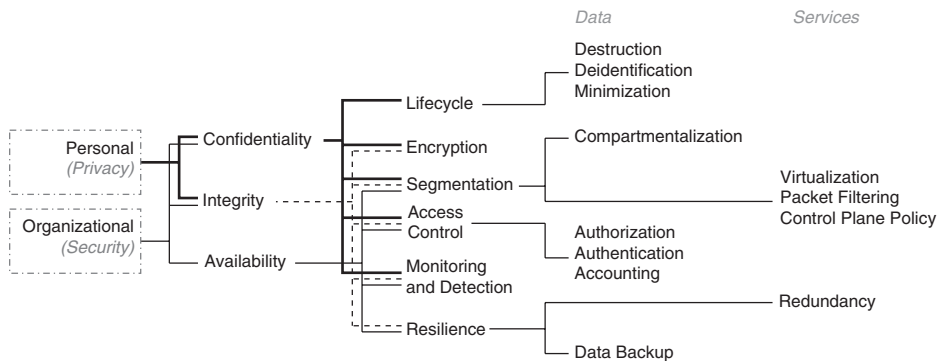 Data
Services
Destruction
Deidentification
Minimization
Lifecycle
Personal
(Privacy)
Confidentiality
Encryption
Compartmentalization
Segmentation
Virtualization
Packet Filtering
Control Plane Policy
Integrity
Organizational
(Security)
Access
Control
Authorization
Authentication
Accounting
Availability
Monitoring
and Detection
Resilience
Redundancy
Data Backup